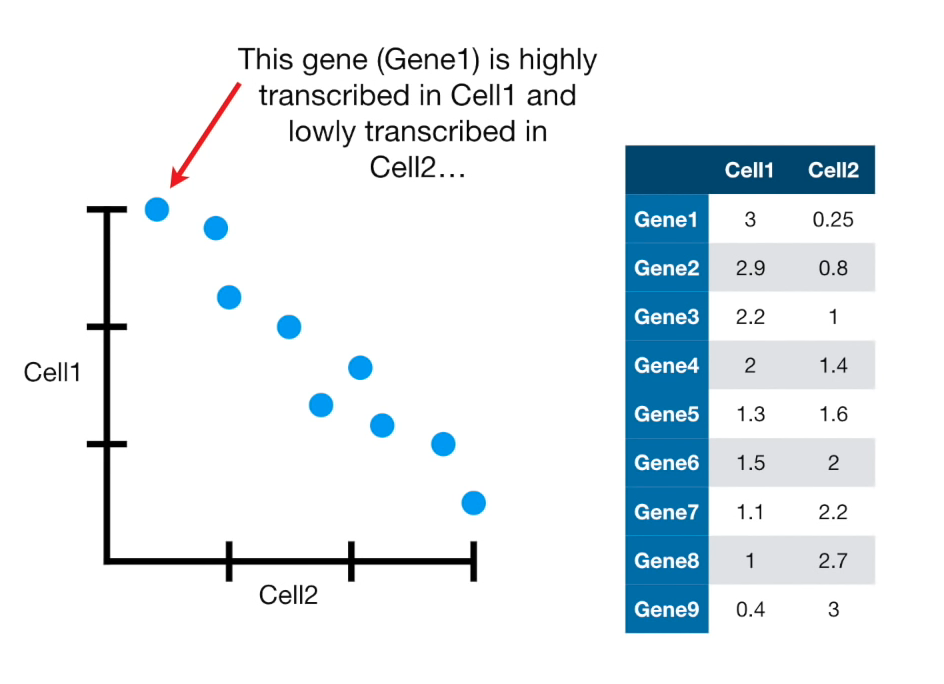 This gene (Gene1) is highly
transcribed in Cell1 and
lowly transcribed in
Cell2…
Cell1
Cell2
Cell1 Cell2
Gene1 3 0.25
Gene2 2.9 0.8
Gene3 2.2 1
Gene4 2 1.4
Gene5 1.3 1.6
Gene6 1.5 2
Gene7 1.1 2.2
Gene8 1 2.7
Gene9 0.4 3